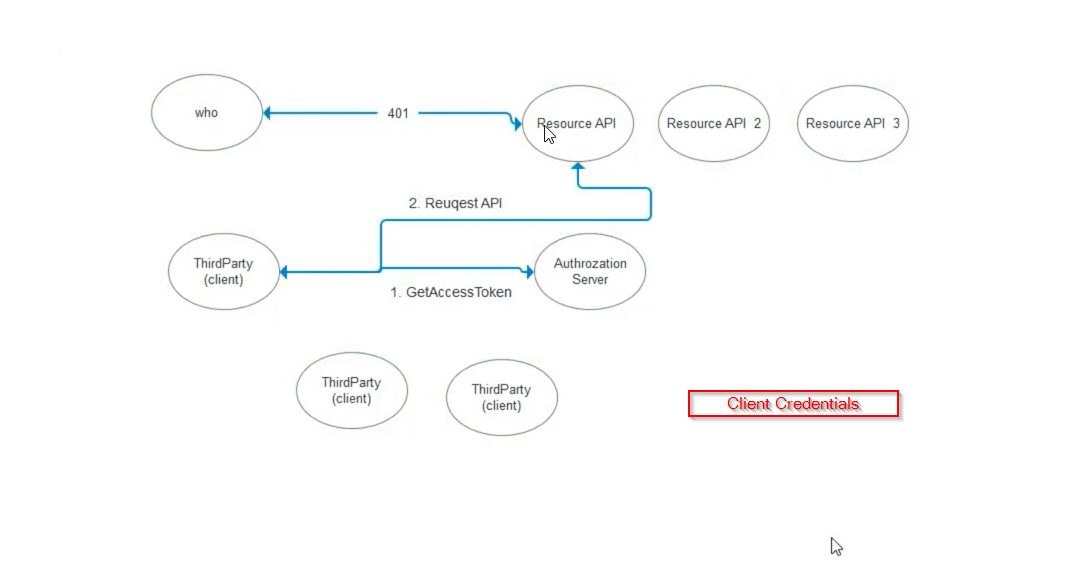 who
401
Resource API
Resource API 2
Resource API 3
2. Reuqest API
ThirdParty
(client)
Authrozation
Server
1. GetAccessToken
ThirdParty
(client)
ThirdParty
(client)
Client Credentials